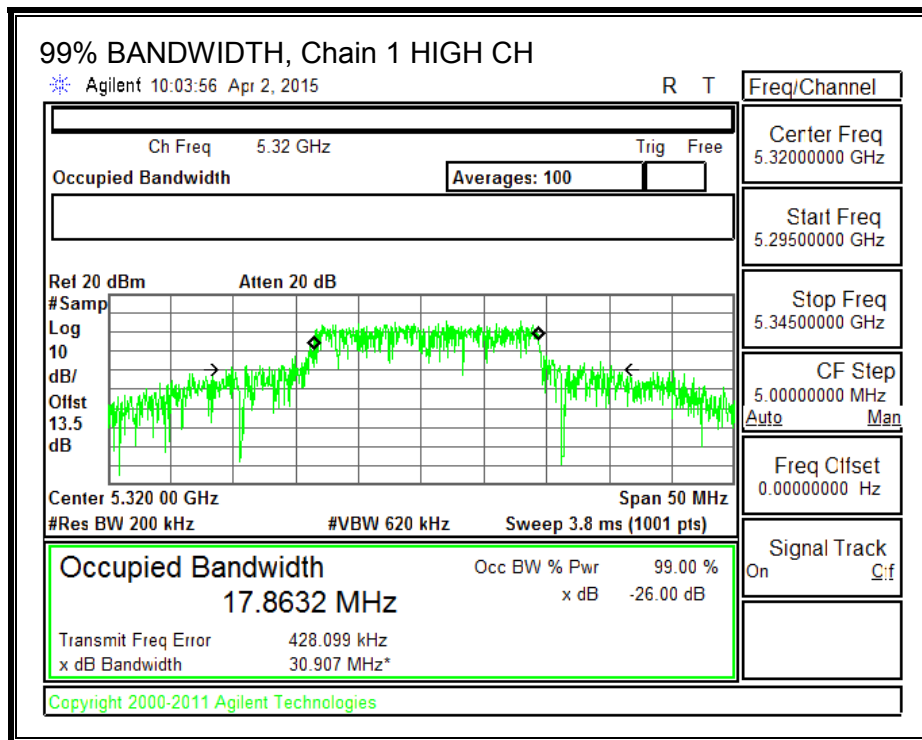 99% BANDWIDTH, Chain 1 HIGH CH
Agilent 10:03:56 Apr 2, 2015 R T
Ch Freq 5.32 GHz Trig Free
Occupied Bandwidth Averages: 100
Ref 20 dBm Atten 20 dB
#Samp
Log
10
dB/
Offst
13.5
dB
Center 5.320 00 GHz Span 50 MHz
#Res BW 200 kHz #VBW 620 kHz Sweep 3.8 ms (1001 pts)
Occupied Bandwidth Occ BW % Pwr 99.00 %
17.8632 MHz x dB -26.00 dB
Transmit Freq Error 428.099 kHz
x dB Bandwidth 30.907 MHz*
Copyright 2000-2011 Agilent Technologies
Freq/Channel
Center Freq
5.32000000 GHz
Start Freq
5.29500000 GHz
Stop Freq
5.34500000 GHz
CF Step
5.00000000 MHz
Auto Man
Freq Offset
0.00000000 Hz
Signal Track
On Off